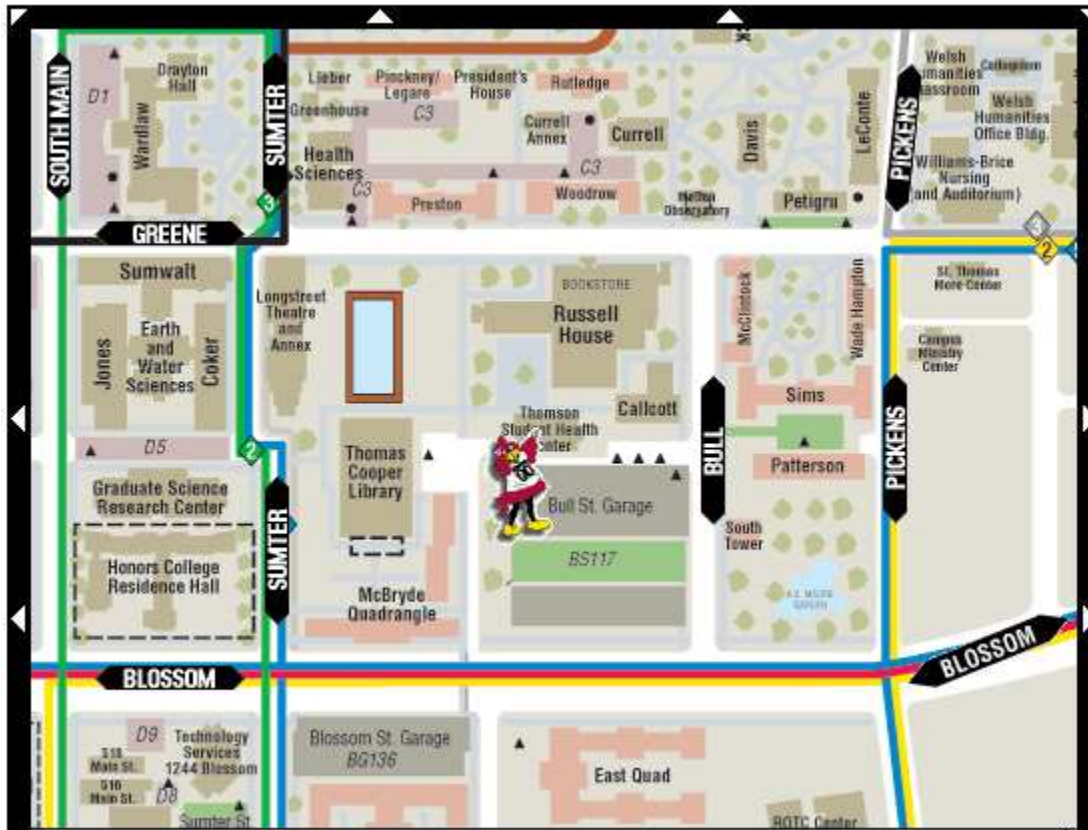 SOUTH MAIN
D1
Drayton
Hall
Wardlaw
SUMTER
Lieber
Greenhouse
Health
Sciences
C3
Pinckney/
Legare
C3
President's
House
Rutledge
Currell
Annex
Currell
C3
Preston
Woodrow
Melton
Observatory
Davis
Petigru
LeConte
PICKENS
Welsh
Humanities
Classroom
Welsh
Humanities
Office Bldg.
Williams-Brice
Nursing
(and Auditorium)
3
4
2
GREENE
Sumwalt
Jones
Earth
and
Water
Sciences
Coker
Longstreet
Theatre
and
Annex
BOOKSTORE
Russell
House
McClintock
Wade Hampton
St. Thomas
More Center
Campus
Ministry
Center
Sims
Callcott
Thomson
Student Health
Center
BULL
PICKENS
D5
2
Thomas
Cooper
Library
Patterson
Graduate Science
Research Center
Bull St. Garage
South
Tower
SUMTER
BS117
Honors College
Residence Hall
McBryde
Quadrangle
BLOSSOM
BLOSSOM
D9
Technology
Services
1244 Blossom
518
Main St.
516
Main St.
D8
Sumter St
Blossom St. Garage
BG136
East Quad
ROTC Center